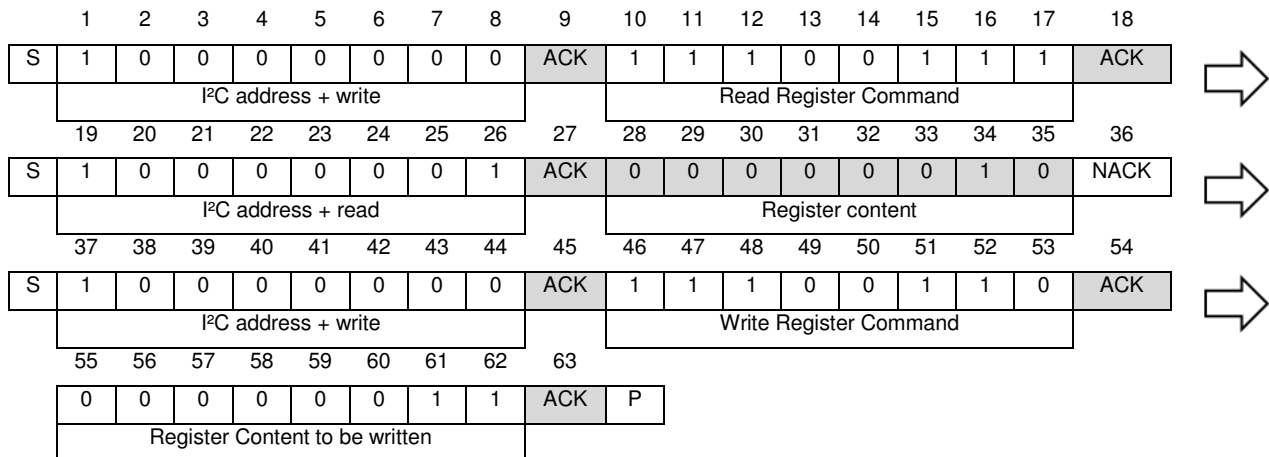 1 2 3 4 5 6 7 8 9 10 11 12 13 14 15 16 17 18
S 1 0 0 0 0 0 0 0 ACK 1 1 1 0 0 1 1 1 ACK
I²C address + write Read Register Command
19 20 21 22 23 24 25 26 27 28 29 30 31 32 33 34 35 36
S 1 0 0 0 0 0 0 1 ACK 0 0 0 0 0 0 1 0 NACK
I²C address + read Register content
37 38 39 40 41 42 43 44 45 46 47 48 49 50 51 52 53 54
S 1 0 0 0 0 0 0 0 ACK 1 1 1 0 0 1 1 0 ACK
I²C address + write Write Register Command
55 56 57 58 59 60 61 62 63
0 0 0 0 0 0 1 1 ACK P
Register Content to be written